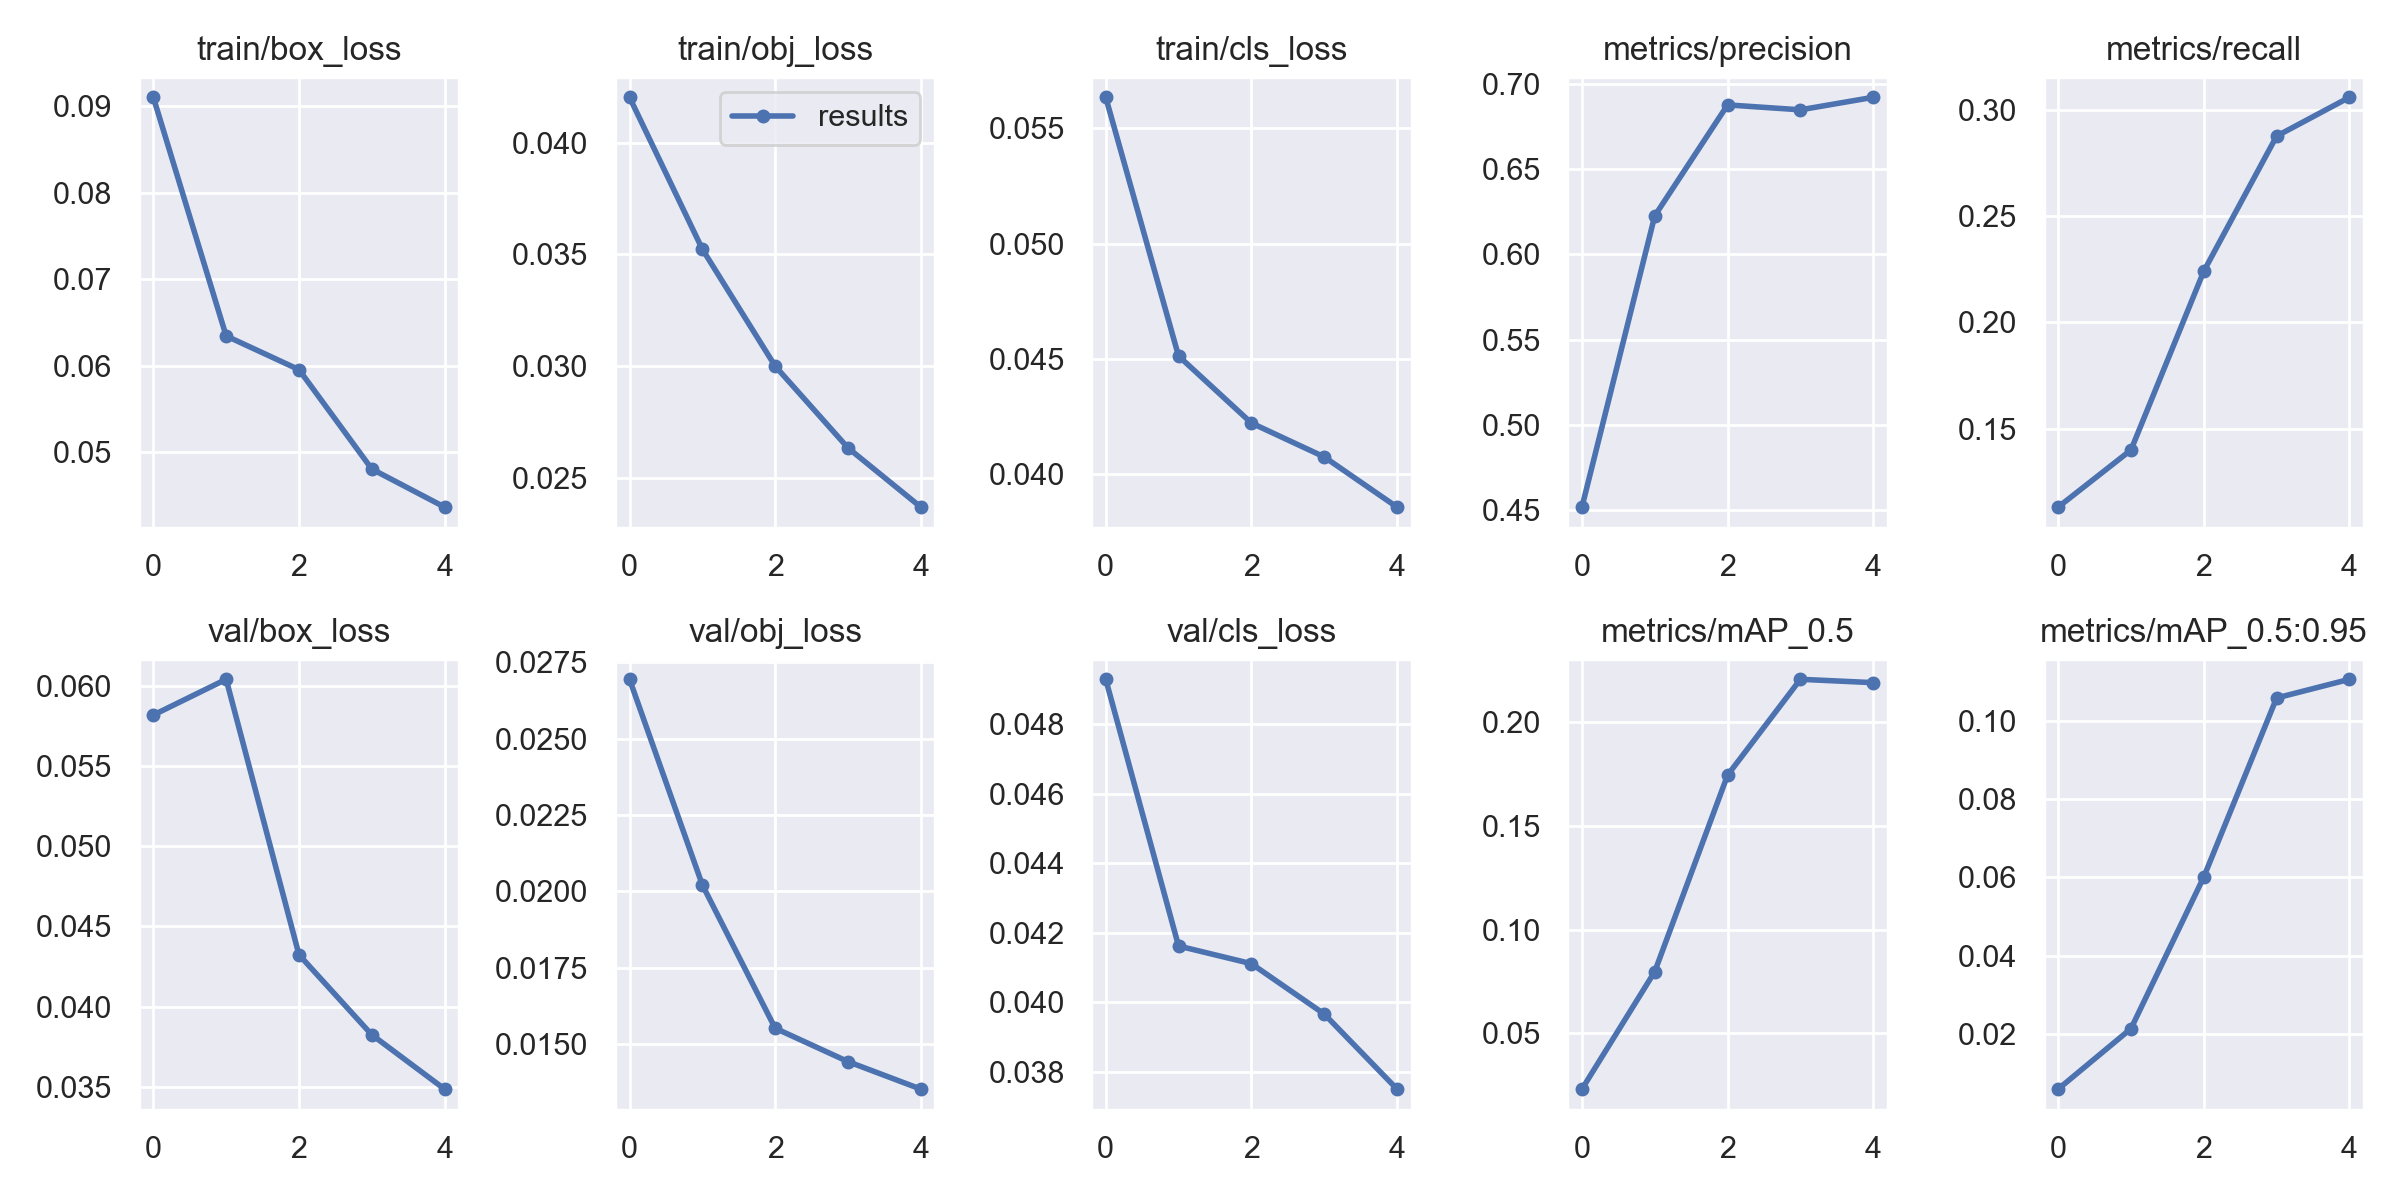 train/box_loss
0.09
0.08
0.07
0.06
0.05
0 2 4
train/obj_loss
results
0.040
0.035
0.030
0.025
0 2 4
train/cls_loss
0.055
0.050
0.045
0.040
0 2 4
metrics/precision
0.70
0.65
0.60
0.55
0.50
0.45
0 2 4
metrics/recall
0.30
0.25
0.20
0.15
0 2 4
val/box_loss
0.060
0.055
0.050
0.045
0.040
0.035
0 2 4
val/obj_loss
0.0275
0.0250
0.0225
0.0200
0.0175
0.0150
0 2 4
val/cls_loss
0.048
0.046
0.044
0.042
0.040
0.038
0 2 4
metrics/mAP_0.5
0.20
0.15
0.10
0.05
0 2 4
metrics/mAP_0.5:0.95
0.10
0.08
0.06
0.04
0.02
0 2 4